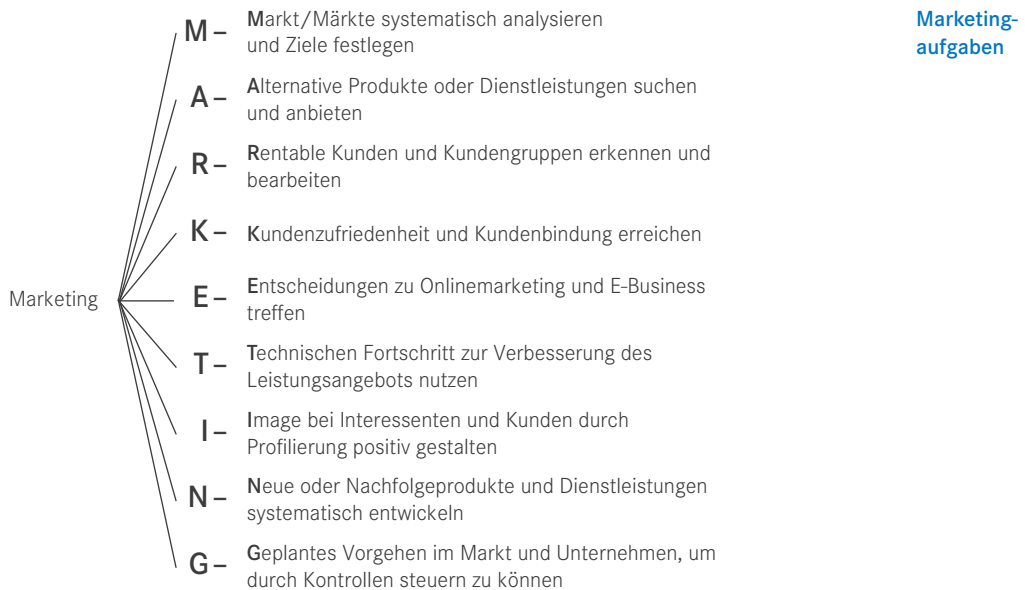 Marketing-
aufgaben
M – Markt/Märkte systematisch analysieren
und Ziele festlegen
A – Alternative Produkte oder Dienstleistungen suchen
und anbieten
R – Rentable Kunden und Kundengruppen erkennen und
bearbeiten
K – Kundenzufriedenheit und Kundenbindung erreichen
Marketing
E – Entscheidungen zu Onlinemarketing und E-Business
treffen
T – Technischen Fortschritt zur Verbesserung des
Leistungsangebots nutzen
I – Image bei Interessenten und Kunden durch
Profilierung positiv gestalten
N – Neue oder Nachfolgeprodukte und Dienstleistungen
systematisch entwickeln
G – Geplantes Vorgehen im Markt und Unternehmen, um
durch Kontrollen steuern zu können